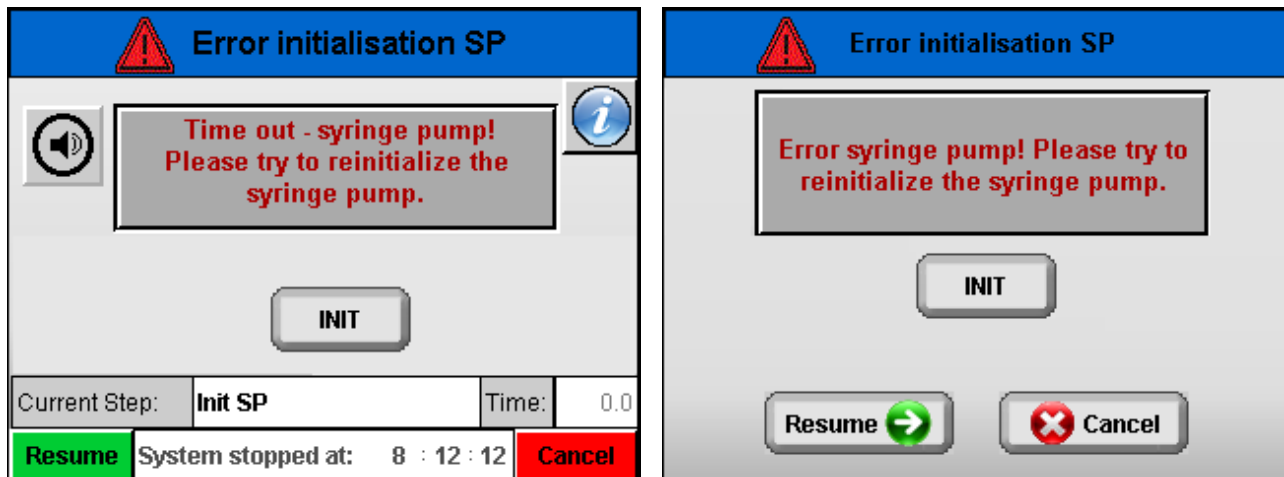 Error initialisation SP
Time out - syringe pump!
Please try to reinitialize the
syringe pump.
INIT
Current Step: Init SP Time: 0.0
Resume System stopped at: 8 : 12 : 12 Cancel
Error initialisation SP
Error syringe pump! Please try to
reinitialize the syringe pump.
INIT
Resume Cancel